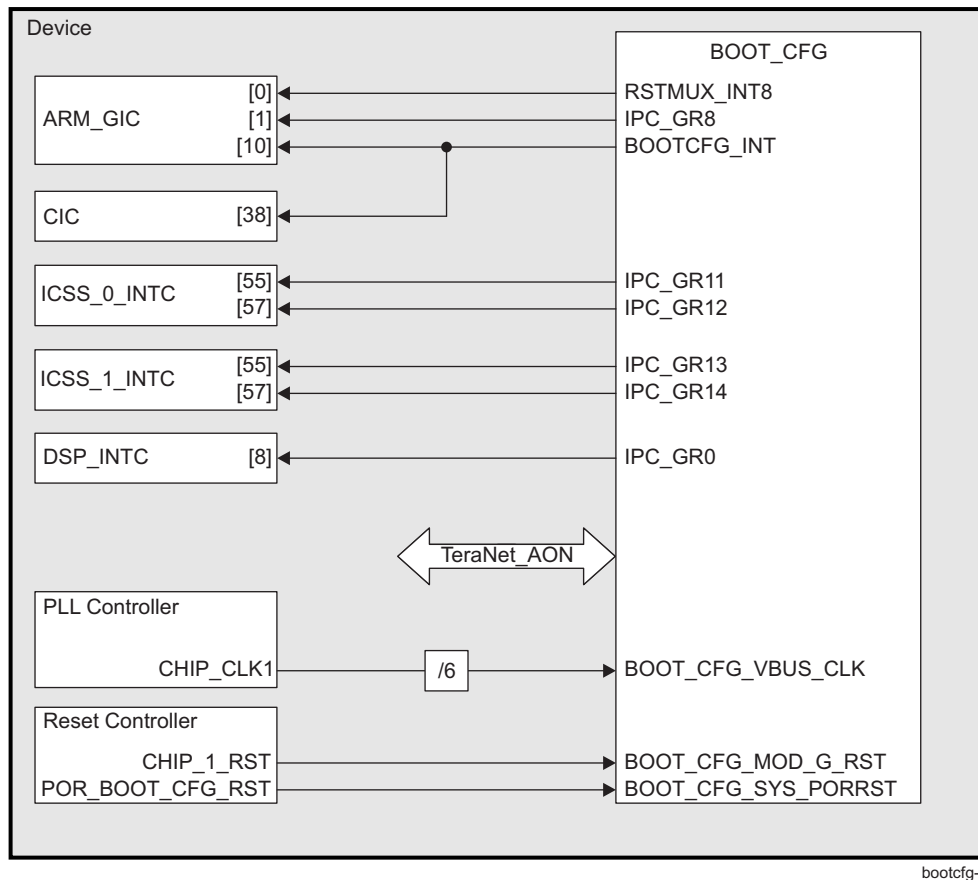 Device
BOOT_CFG
ARM_GIC
[0]
[1]
[10]
RSTMUX_INT8
IPC_GR8
BOOTCFG_INT
CIC
[38]
ICSS_0_INTC
[55]
[57]
IPC_GR11
IPC_GR12
ICSS_1_INTC
[55]
[57]
IPC_GR13
IPC_GR14
DSP_INTC
[8]
IPC_GR0
TeraNet_AON
PLL Controller
CHIP_CLK1
/6
BOOT_CFG_VBUS_CLK
Reset Controller
CHIP_1_RST
POR_BOOT_CFG_RST
BOOT_CFG_MOD_G_RST
BOOT_CFG_SYS_PORRST
bootcfg-